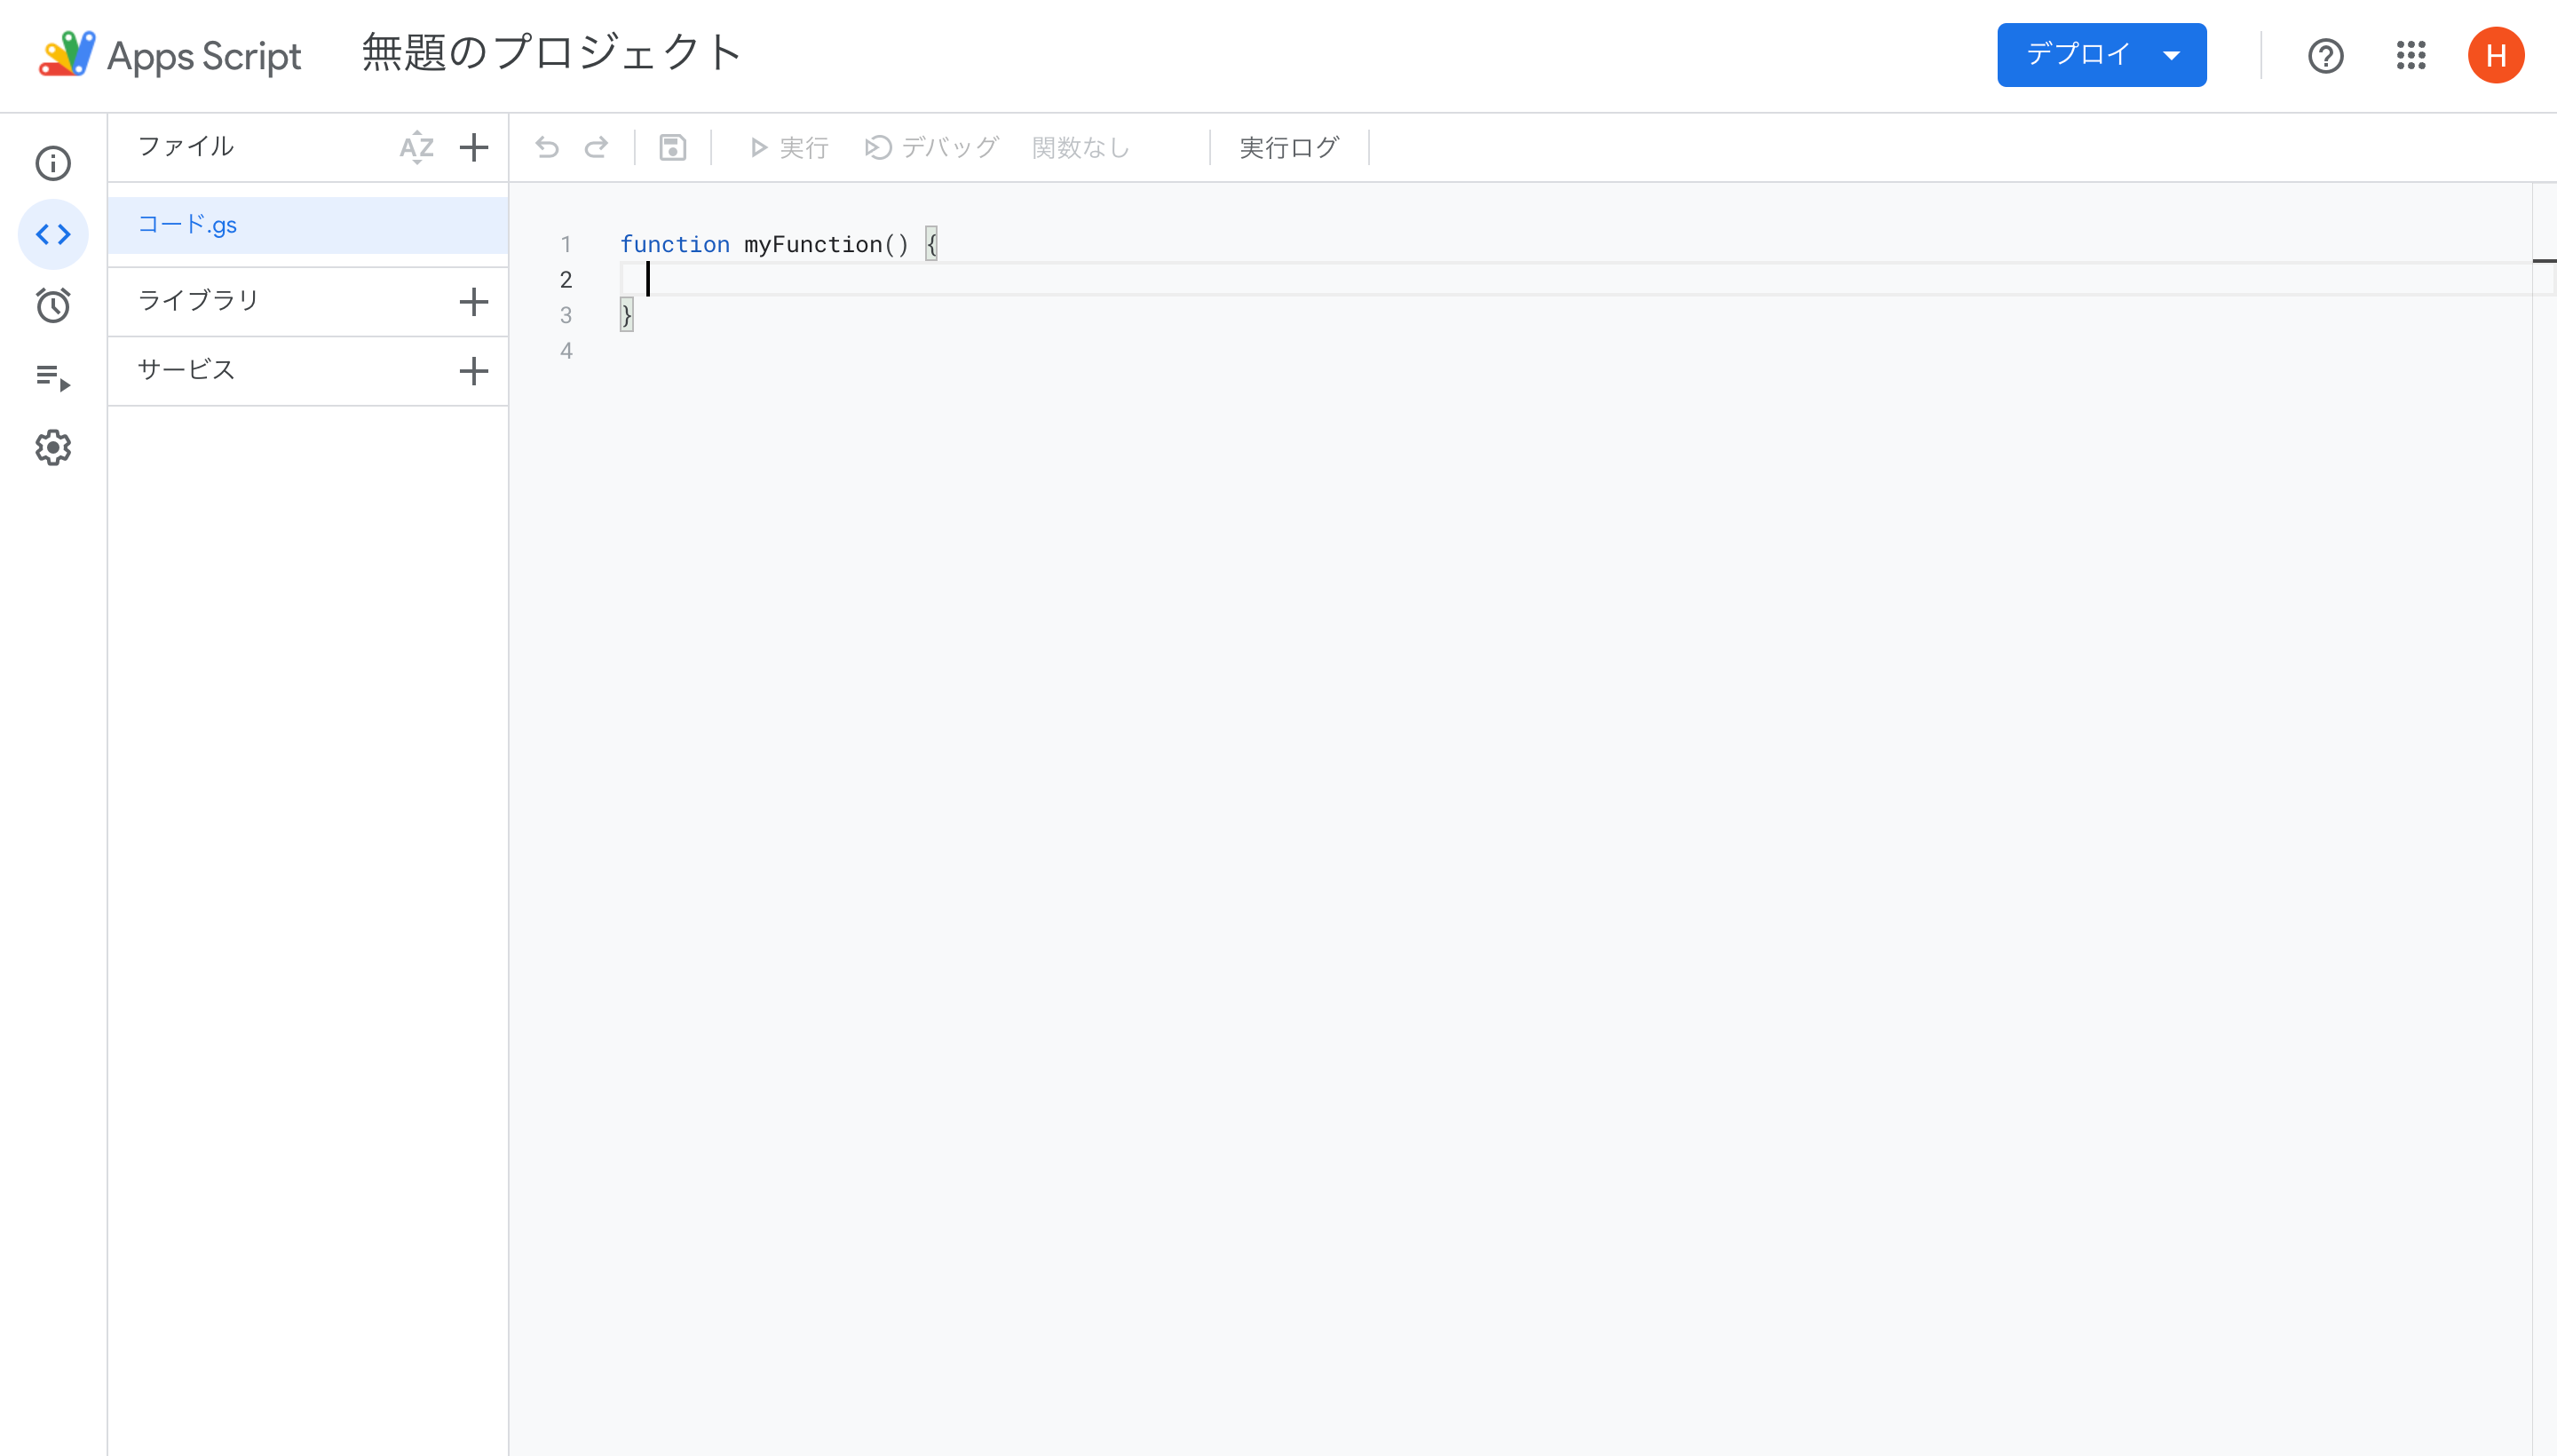 Apps Script 無題のプロジェクト デプロイ H
ファイル AZ 実行 デバッグ 関数なし 実行ログ
コード.gs
ライブラリ
サービス
1 function myFunction() {
2
3 }
4